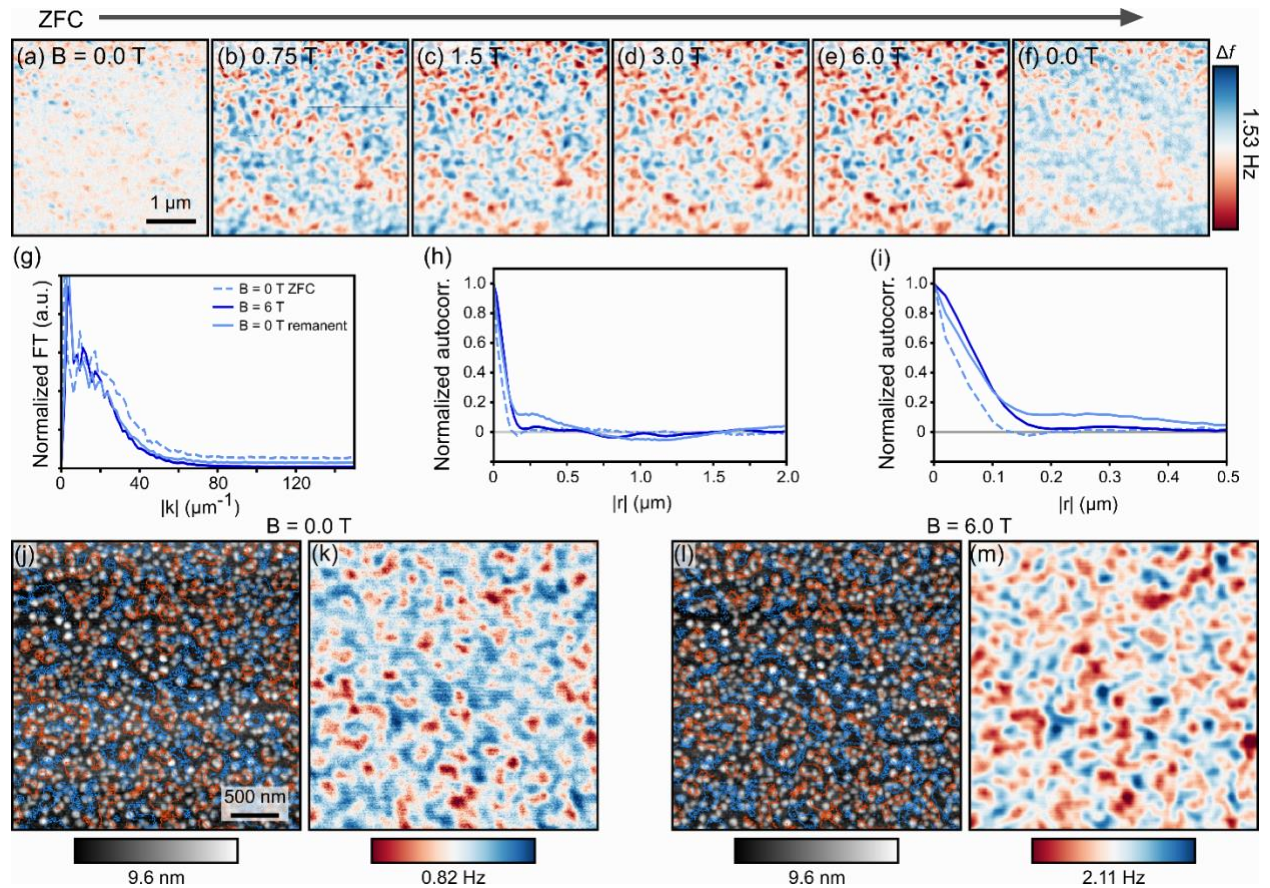 ZFC
(a) B = 0.0 T
(b) 0.75 T
(c) 1.5 T
(d) 3.0 T
(e) 6.0 T
(f) 0.0 T
Δf
1.53 Hz
1 μm
(g)
Normalized FT (a.u.)
B = 0 T ZFC
B = 6 T
B = 0 T remanent
0 40 80 120
|k| (μm⁻¹)
(h)
Normalized autocorr.
1.0
0.8
0.6
0.4
0.2
0
0 0.5 1.0 1.5 2.0
|r| (μm)
(i)
Normalized autocorr.
1.0
0.8
0.6
0.4
0.2
0
0 0.1 0.2 0.3 0.4 0.5
|r| (μm)
B = 0.0 T
(j)
500 nm
9.6 nm
(k)
0.82 Hz
B = 6.0 T
(l)
9.6 nm
(m)
2.11 Hz